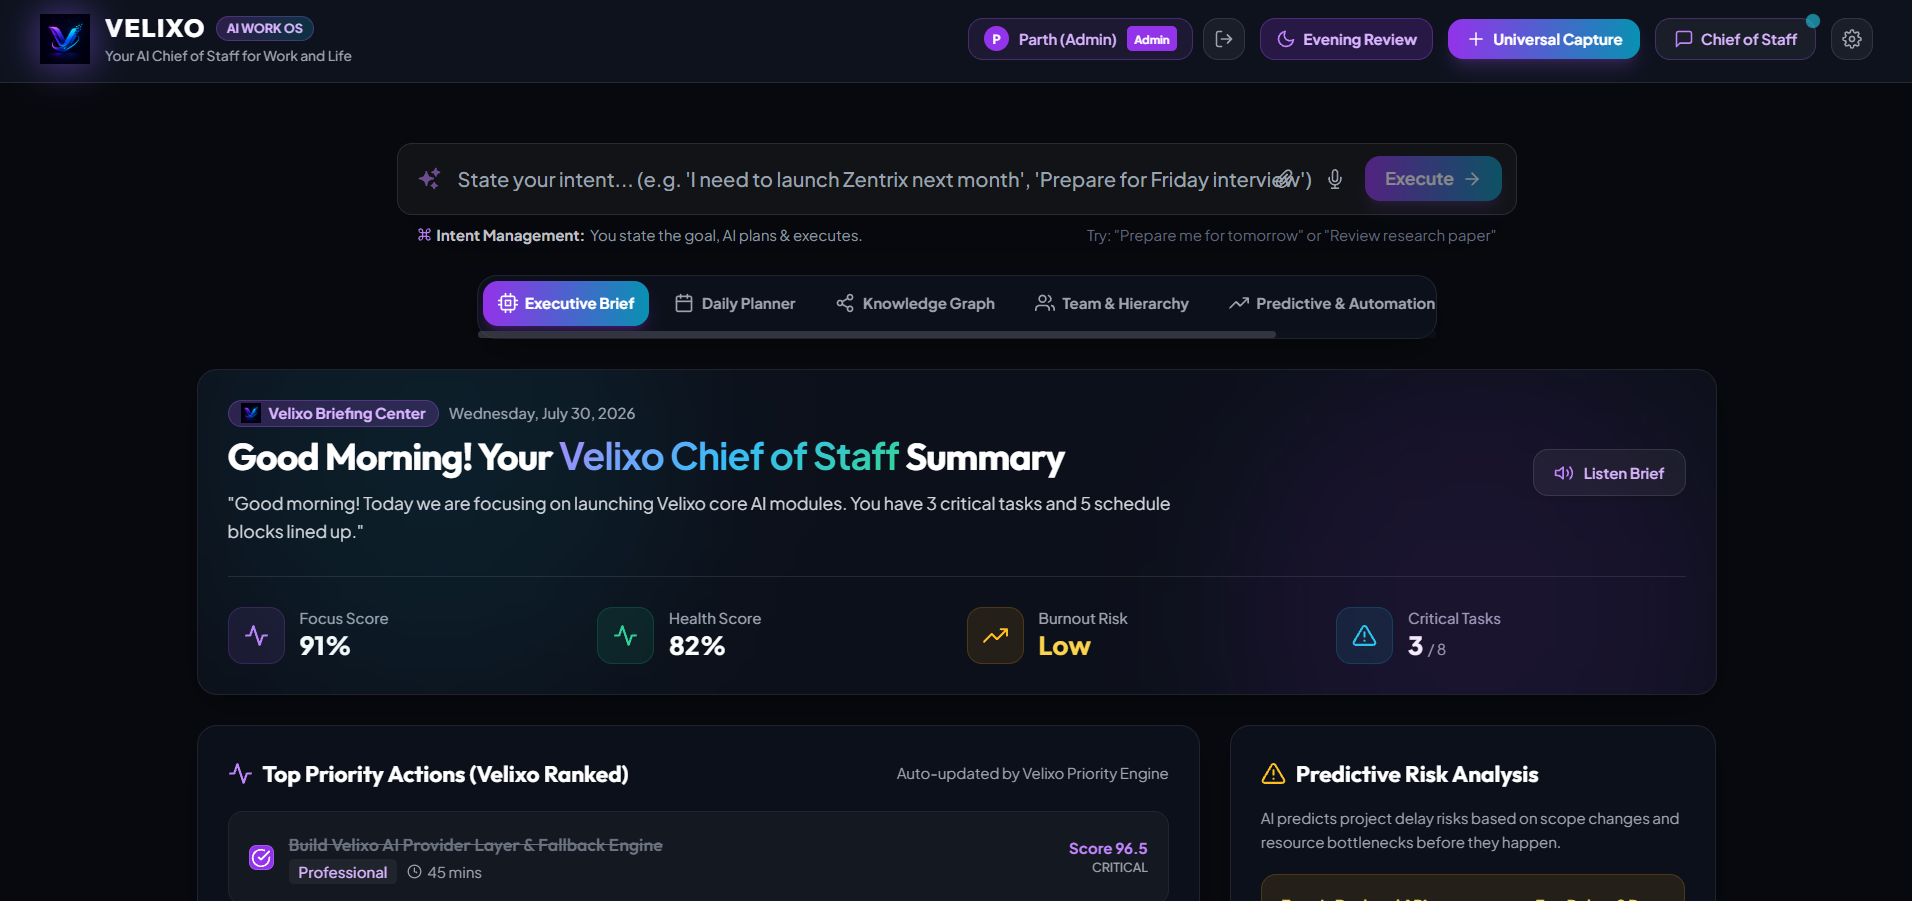 VELIXO AI WORK OS
Your AI Chief of Staff for Work and Life
P Parth (Admin) Admin
Evening Review
+ Universal Capture
Chief of Staff
State your intent... (e.g. 'I need to launch Zentrix next month', 'Prepare for Friday interview')
Execute →
⌘ Intent Management: You state the goal, AI plans & executes.
Try: "Prepare me for tomorrow" or "Review research paper"
Executive Brief
Daily Planner
Knowledge Graph
Team & Hierarchy
Predictive & Automation
Velixo Briefing Center Wednesday, July 30, 2026
Good Morning! Your Velixo Chief of Staff Summary
Listen Brief
"Good morning! Today we are focusing on launching Velixo core AI modules. You have 3 critical tasks and 5 schedule
blocks lined up."
Focus Score
91%
Health Score
82%
Burnout Risk
Low
Critical Tasks
3 / 8
Top Priority Actions (Velixo Ranked)
Auto-updated by Velixo Priority Engine
Build Velixo AI Provider Layer & Fallback Engine
Professional 45 mins
Score 96.5
CRITICAL
Predictive Risk Analysis
AI predicts project delay risks based on scope changes and
resource bottlenecks before they happen.